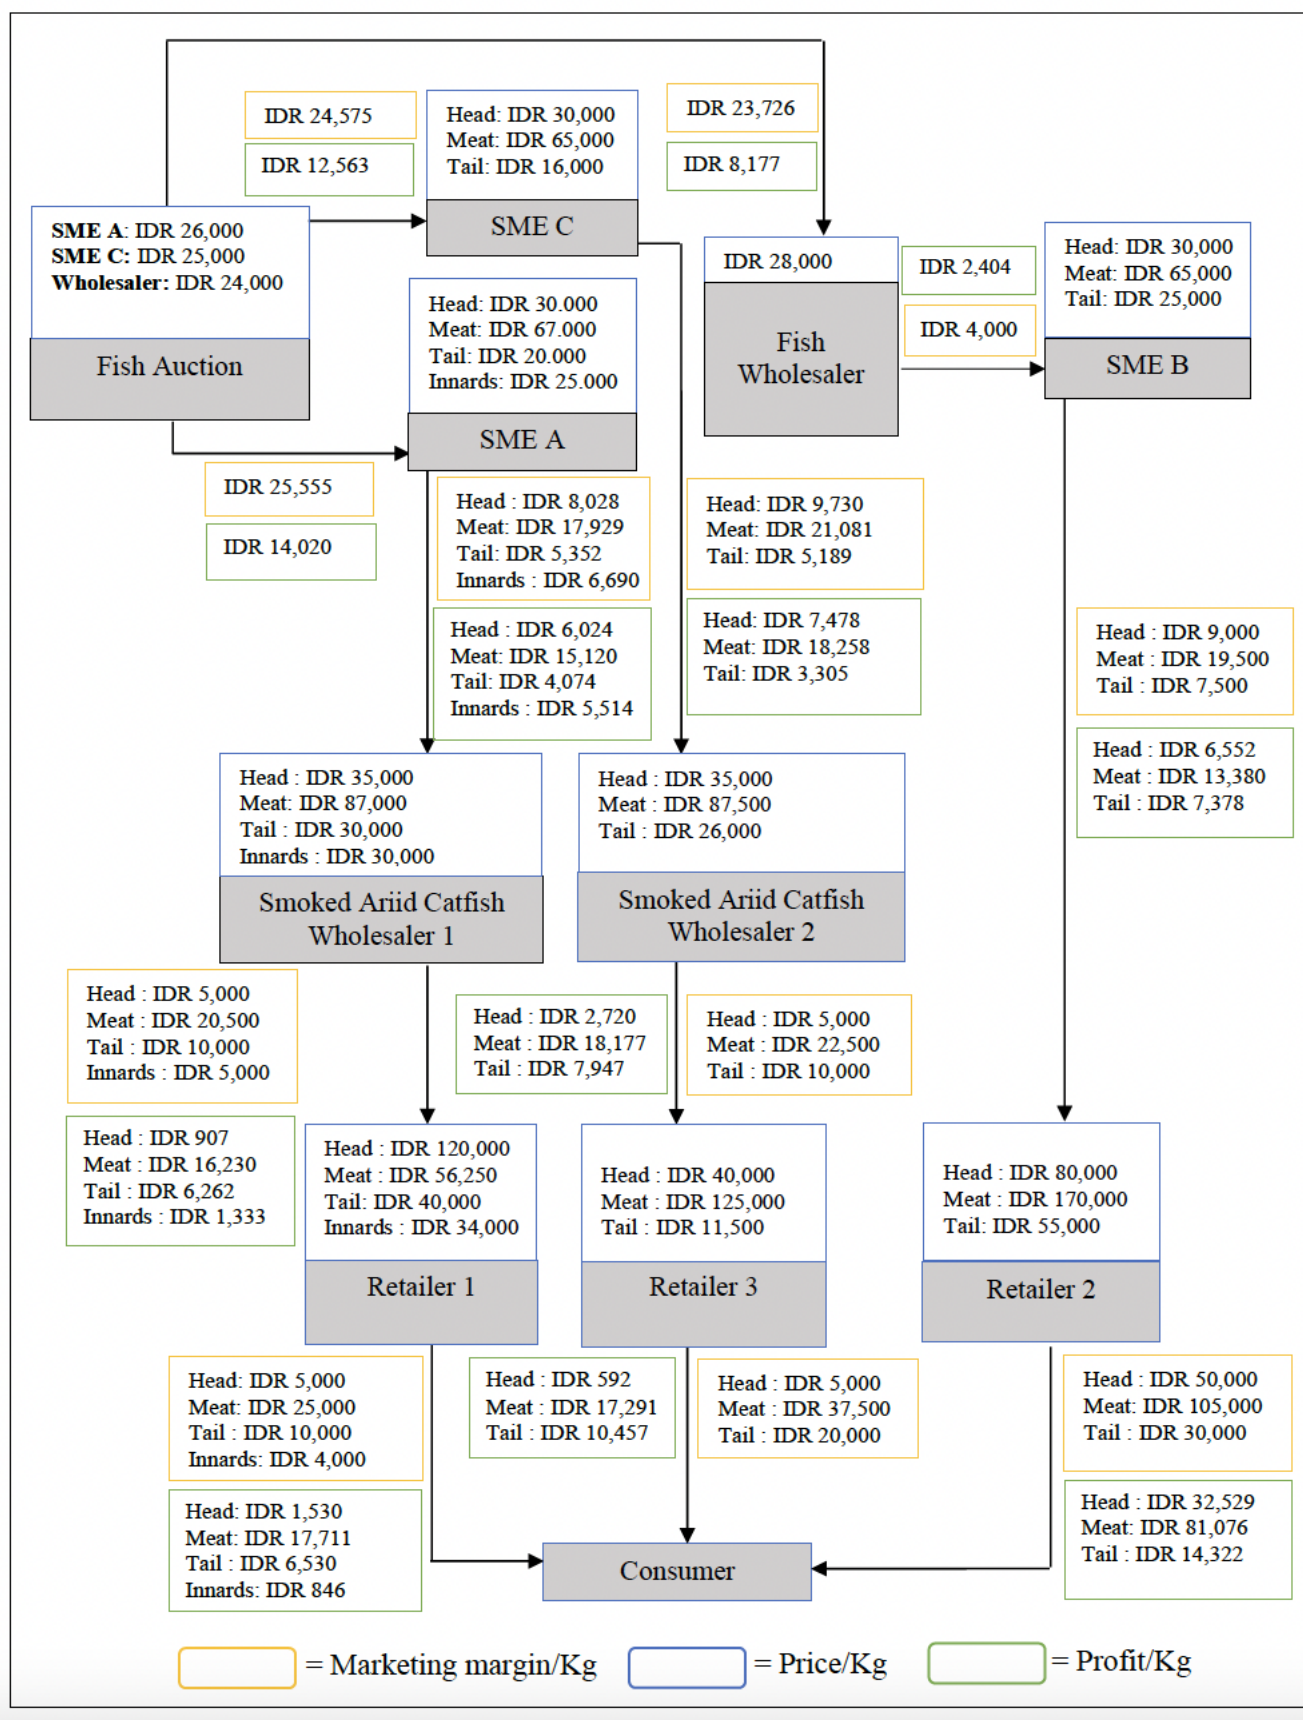 IDR 24,575
IDR 12,563
Head: IDR 30,000
Meat: IDR 65,000
Tail: IDR 16,000
SME C
IDR 23,726
IDR 8,177
SME A: IDR 26,000
SME C: IDR 25,000
Wholesaler: IDR 24,000
Fish Auction
Head: IDR 30.000
Meat: IDR 67.000
Tail: IDR 20.000
Innards: IDR 25.000
SME A
IDR 28,000
Fish
Wholesaler
IDR 2,404
IDR 4,000
Head: IDR 30,000
Meat: IDR 65,000
Tail: IDR 25,000
SME B
IDR 25,555
IDR 14,020
Head : IDR 8,028
Meat: IDR 17,929
Tail: IDR 5,352
Innards : IDR 6,690
Head : IDR 6,024
Meat: IDR 15,120
Tail: IDR 4,074
Innards : IDR 5,514
Head: IDR 9,730
Meat: IDR 21,081
Tail: IDR 5,189
Head: IDR 7,478
Meat: IDR 18,258
Tail: IDR 3,305
Head : IDR 9,000
Meat : IDR 19,500
Tail : IDR 7,500
Head : IDR 6,552
Meat : IDR 13,380
Tail : IDR 7,378
Head : IDR 35,000
Meat: IDR 87,000
Tail : IDR 30,000
Innards : IDR 30,000
Smoked Ariid Catfish
Wholesaler 1
Head : IDR 35,000
Meat : IDR 87,500
Tail : IDR 26,000
Smoked Ariid Catfish
Wholesaler 2
Head : IDR 5,000
Meat : IDR 20,500
Tail : IDR 10,000
Innards : IDR 5,000
Head : IDR 907
Meat : IDR 16,230
Tail : IDR 6,262
Innards : IDR 1,333
Head : IDR 2,720
Meat : IDR 18,177
Tail : IDR 7,947
Head : IDR 5,000
Meat : IDR 22,500
Tail : IDR 10,000
Head : IDR 120,000
Meat : IDR 56,250
Tail: IDR 40,000
Innards : IDR 34,000
Retailer 1
Head : IDR 40,000
Meat : IDR 125,000
Tail : IDR 11,500
Retailer 3
Head : IDR 80,000
Meat : IDR 170,000
Tail: IDR 55,000
Retailer 2
Head: IDR 5,000
Meat: IDR 25,000
Tail : IDR 10,000
Innards: IDR 4,000
Head: IDR 1,530
Meat: IDR 17,711
Tail : IDR 6,530
Innards: IDR 846
Head : IDR 592
Meat : IDR 17,291
Tail : IDR 10,457
Head : IDR 5,000
Meat : IDR 37,500
Tail : IDR 20,000
Head : IDR 50,000
Meat: IDR 105,000
Tail : IDR 30,000
Head : IDR 32,529
Meat: IDR 81,076
Tail : IDR 14,322
Consumer
= Marketing margin/Kg
= Price/Kg
= Profit/Kg